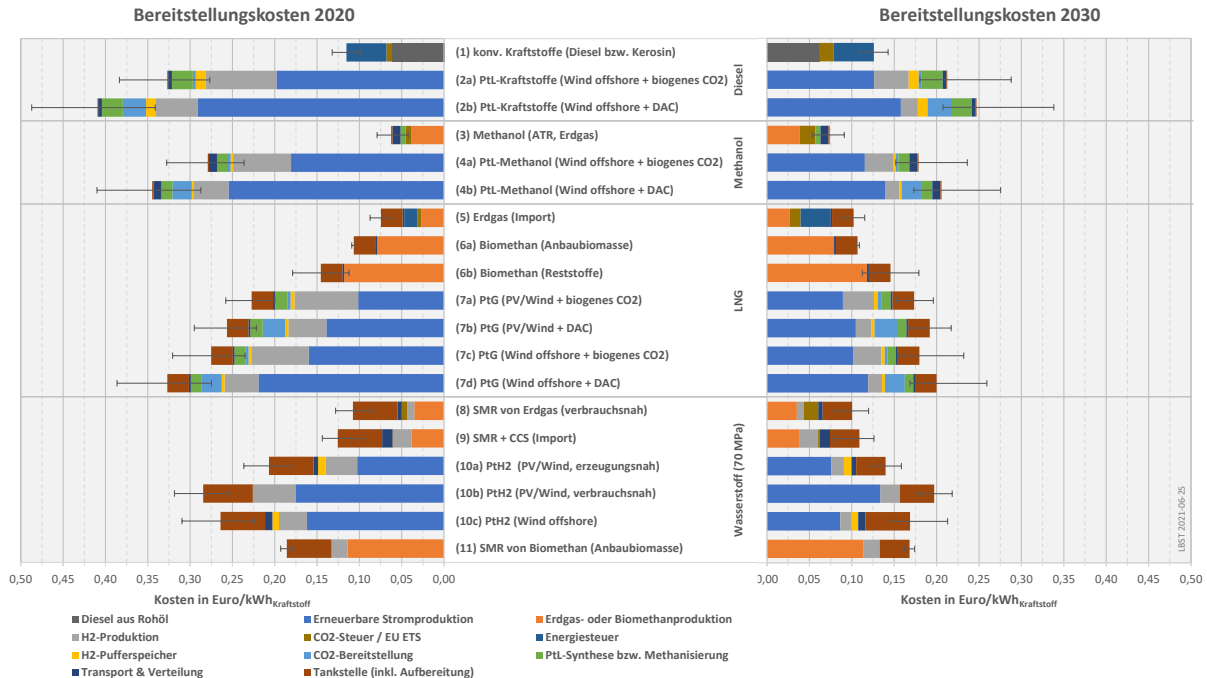 Bereitstellungskosten 2020
Bereitstellungskosten 2030
(1) konv. Kraftstoffe (Diesel bzw. Kerosin)
(2a) PtL-Kraftstoffe (Wind offshore + biogenes CO2)
(2b) PtL-Kraftstoffe (Wind offshore + DAC)
Diesel
(3) Methanol (ATR, Erdgas)
(4a) PtL-Methanol (Wind offshore + biogenes CO2)
(4b) PtL-Methanol (Wind offshore + DAC)
Methanol
(5) Erdgas (Import)
(6a) Biomethan (Anbaubiomasse)
(6b) Biomethan (Reststoffe)
(7a) PtG (PV/Wind + biogenes CO2)
(7b) PtG (PV/Wind + DAC)
(7c) PtG (Wind offshore + biogenes CO2)
(7d) PtG (Wind offshore + DAC)
LNG
(8) SMR von Erdgas (verbrauchsnah)
(9) SMR + CCS (Import)
(10a) PtH2 (PV/Wind, erzeugungsnah)
(10b) PtH2 (PV/Wind, verbrauchsnah)
(10c) PtH2 (Wind offshore)
(11) SMR von Biomethan (Anbaubiomasse)
Wasserstoff (70 MPa)
LBST 2021-06-25
0,50 0,45 0,40 0,35 0,30 0,25 0,20 0,15 0,10 0,05 0,00
0,00 0,05 0,10 0,15 0,20 0,25 0,30 0,35 0,40 0,45 0,50
Kosten in Euro/kWhKraftstoff
Kosten in Euro/kWhKraftstoff
Diesel aus Rohöl
Erneuerbare Stromproduktion
Erdgas- oder Biomethanproduktion
H2-Produktion
CO2-Steuer / EU ETS
Energiesteuer
H2-Pufferspeicher
CO2-Bereitstellung
PtL-Synthese bzw. Methanisierung
Transport & Verteilung
Tankstelle (inkl. Aufbereitung)